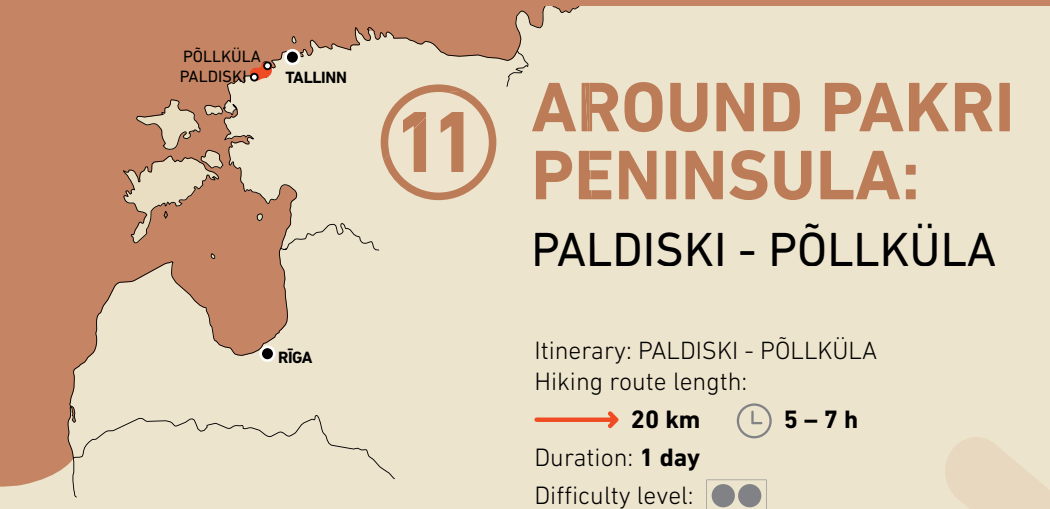 PÕLLKÜLA
PALDISKI
TALLINN
RĪGA
11
AROUND PAKRI
PENINSULA:
PALDISKI - PÕLLKÜLA
Itinerary: PALDISKI - PÕLLKÜLA
Hiking route length:
20 km 5 – 7 h
Duration: 1 day
Difficulty level: